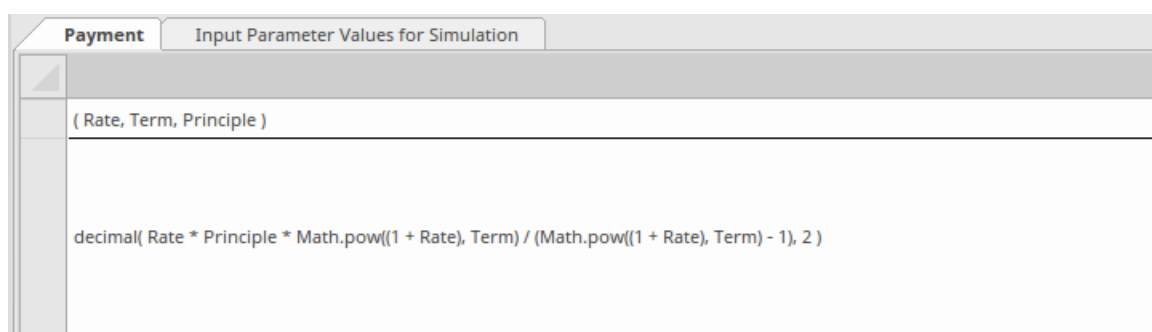 Payment
Input Parameter Values for Simulation
( Rate, Term, Principle )
decimal( Rate * Principle * Math.pow((1 + Rate), Term) / (Math.pow((1 + Rate), Term) - 1), 2 )